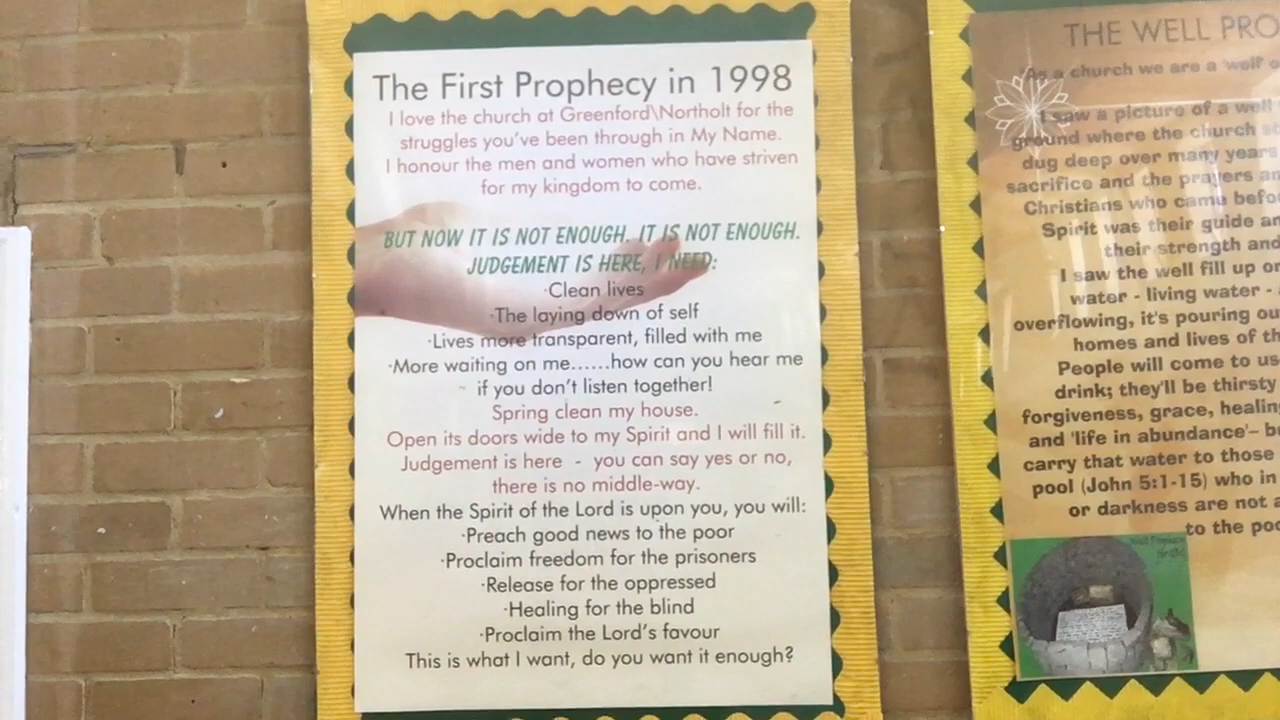 The First Prophecy in 1998
I love the church at Greenford\Northolt for the
struggles you've been through in My Name.
I honour the men and women who have striven
for my kingdom to come.
BUT NOW IT IS NOT ENOUGH. IT IS NOT ENOUGH.
JUDGEMENT IS HERE, I NEED:
·Clean lives
·The laying down of self
·Lives more transparent, filled with me
·More waiting on me......how can you hear me
if you don't listen together!
Spring clean my house.
Open its doors wide to my Spirit and I will fill it.
Judgement is here - you can say yes or no,
there is no middle-way.
When the Spirit of the Lord is upon you, you will:
·Preach good news to the poor
·Proclaim freedom for the prisoners
·Release for the oppressed
·Healing for the blind
·Proclaim the Lord's favour
This is what I want, do you want it enough?
THE WELL PRO
As a church we are a 'well' o
I saw a picture of a well
ground where the church
dug deep over many years
sacrifice and the prayers an
Christians who came befo
Spirit was their guide an
their strength and
I saw the well fill up
water - living water -
overflowing, it's pouring ou
homes and lives of th
People will come to us
drink; they'll be thirsty
forgiveness, grace, healin
and 'life in abundance'– b
carry that water to those
pool (John 5:1-15) who in
or darkness are not a
to the poo